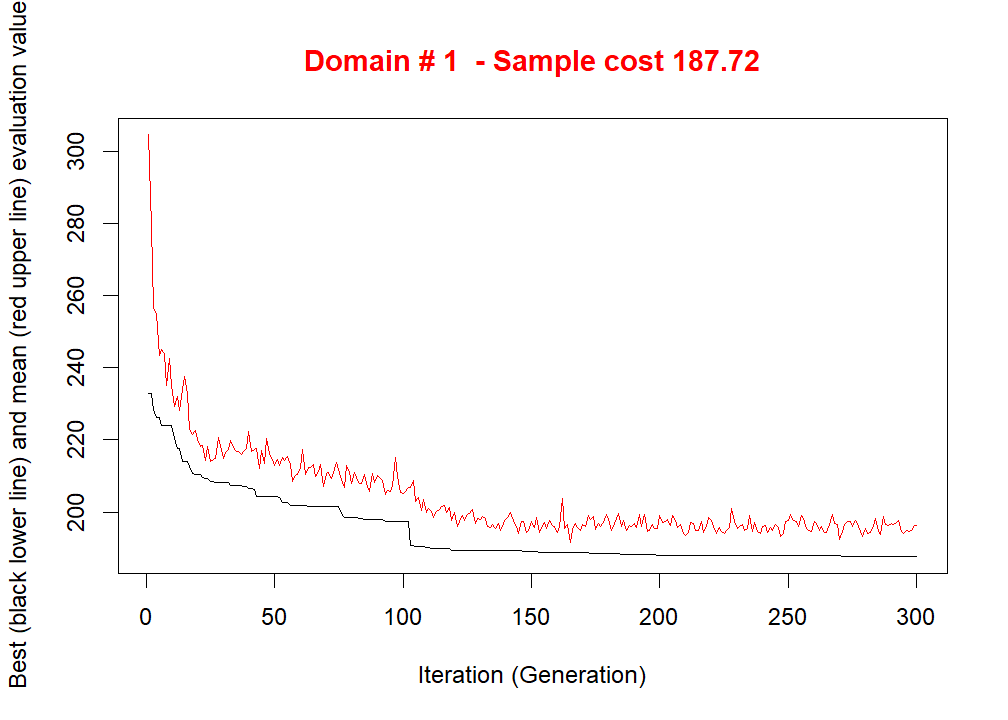 Domain # 1  - Sample cost 187.72
Best (black lower line) and mean (red upper line) evaluation value
300
280
260
240
220
200
0 50 100 150 200 250 300
Iteration (Generation)